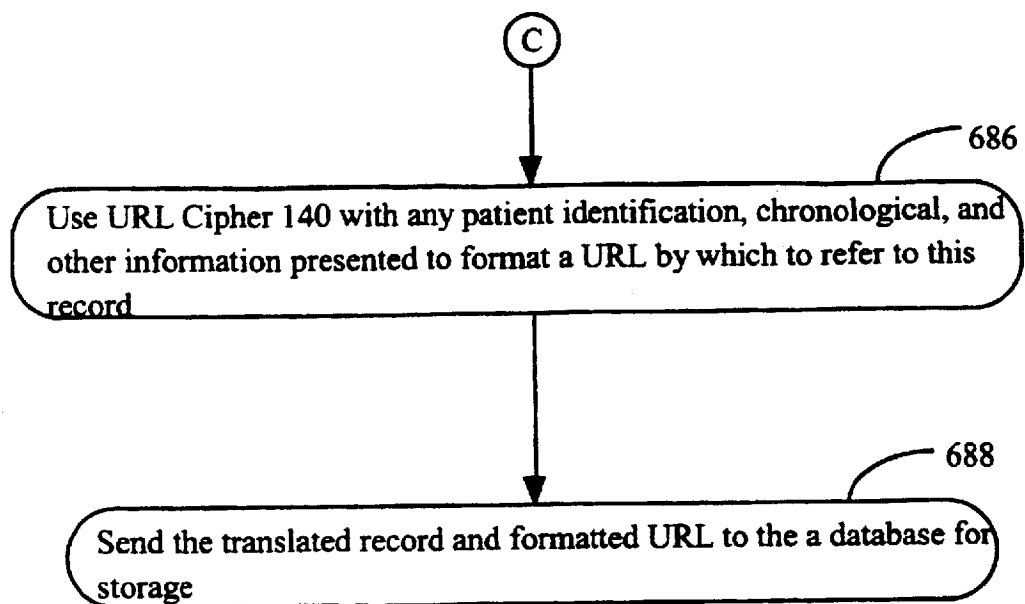 C
686
Use URL Cipher 140 with any patient identification, chronological, and
other information presented to format a URL by which to refer to this
record
688
Send the translated record and formatted URL to the a database for
storage